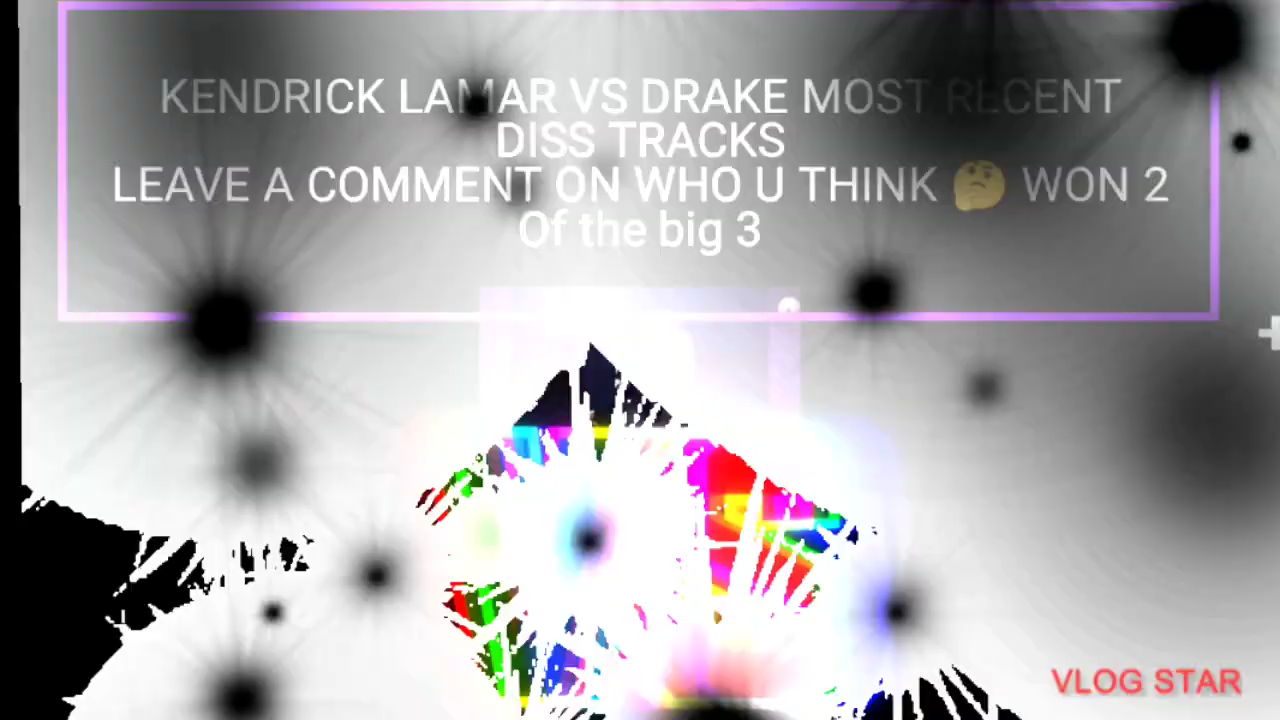 KENDRICK LAMAR VS DRAKE MOST RECENT
DISS TRACKS
LEAVE A COMMENT ON WHO U THINK 🤔 WON 2
Of the big 3
VLOG STAR